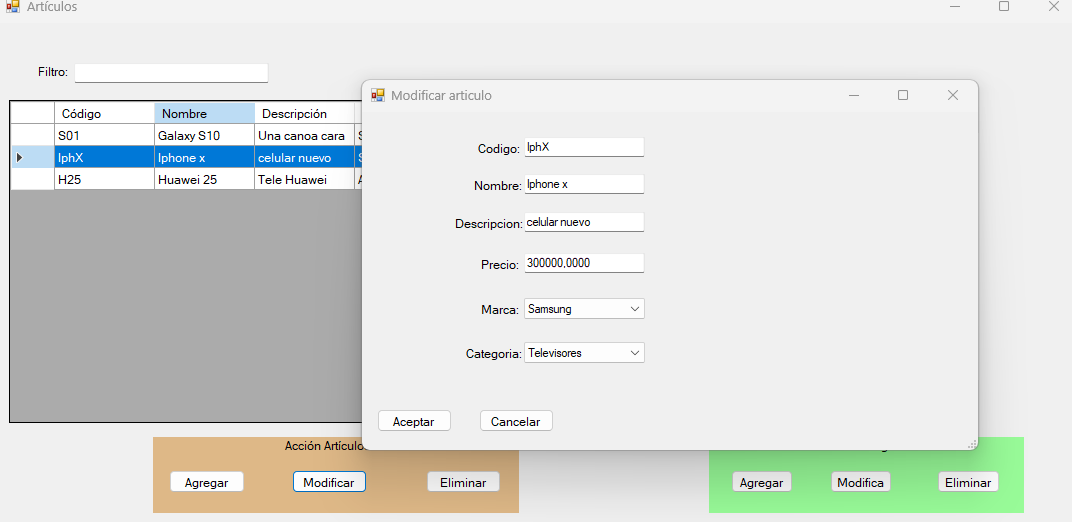 Artículos
Filtro:
Código Nombre Descripción
S01 Galaxy S10 Una canoa cara
IphX Iphone x celular nuevo
H25 Huawei 25 Tele Huawei
Modificar articulo
Codigo: IphX
Nombre: Iphone x
Descripcion: celular nuevo
Precio: 300000,0000
Marca: Samsung
Categoria: Televisores
Aceptar Cancelar
Acción Artículo
Agregar Modificar Eliminar
Agregar Modifica Eliminar